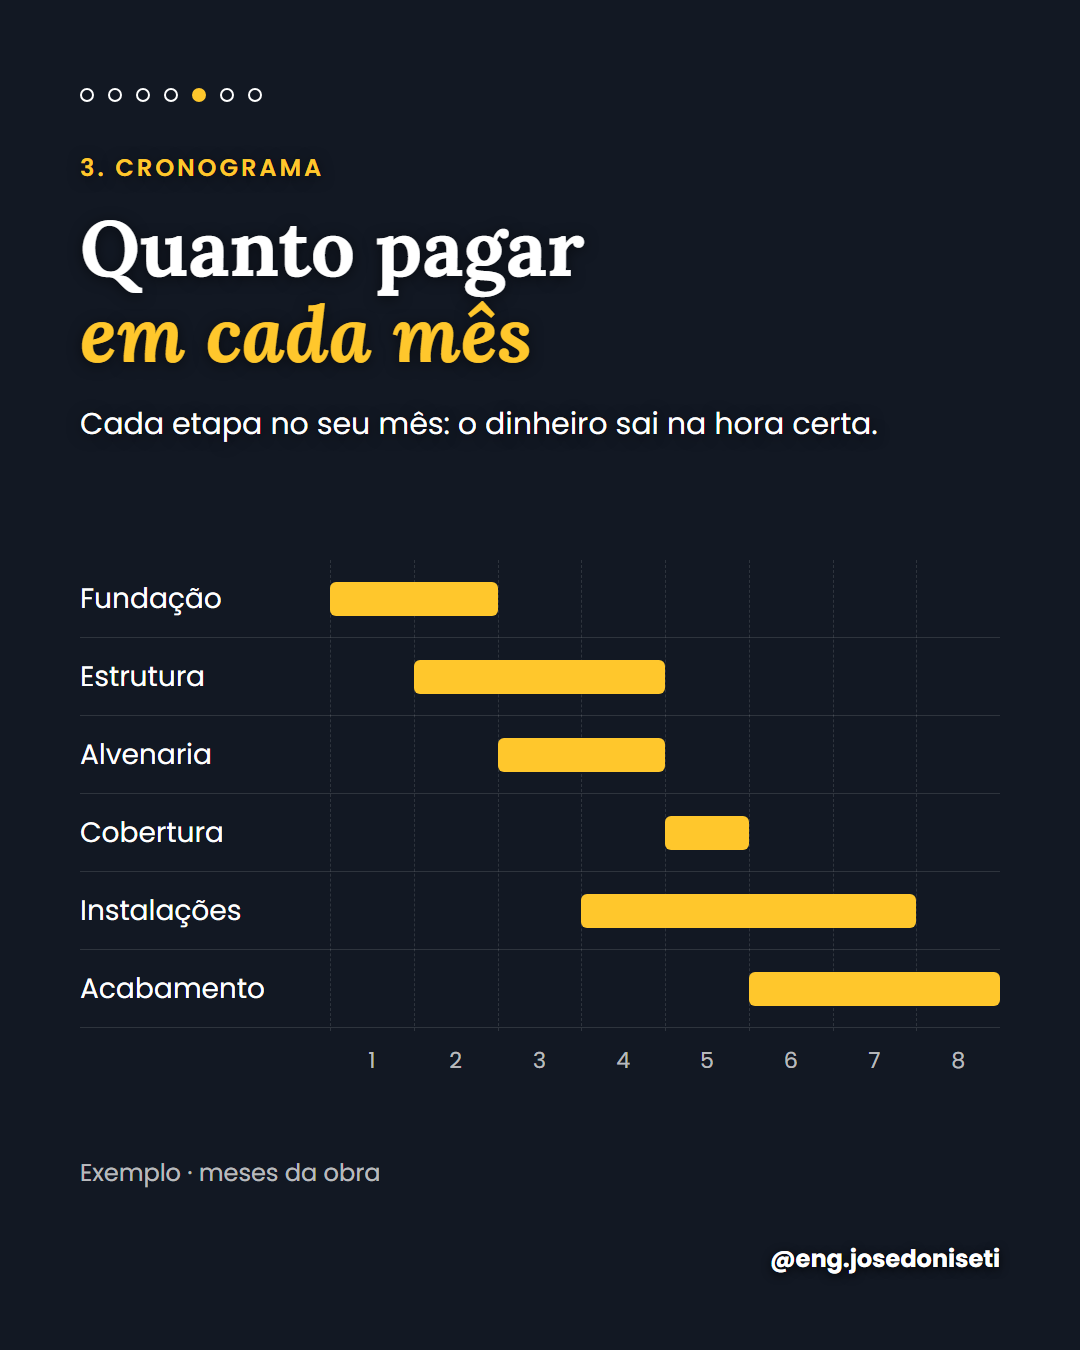 3. CRONOGRAMA
Quanto pagar
em cada mês
Cada etapa no seu mês: o dinheiro sai na hora certa.
Fundação
Estrutura
Alvenaria
Cobertura
Instalações
Acabamento
1 2 3 4 5 6 7 8
Exemplo · meses da obra
@eng.josedoniseti